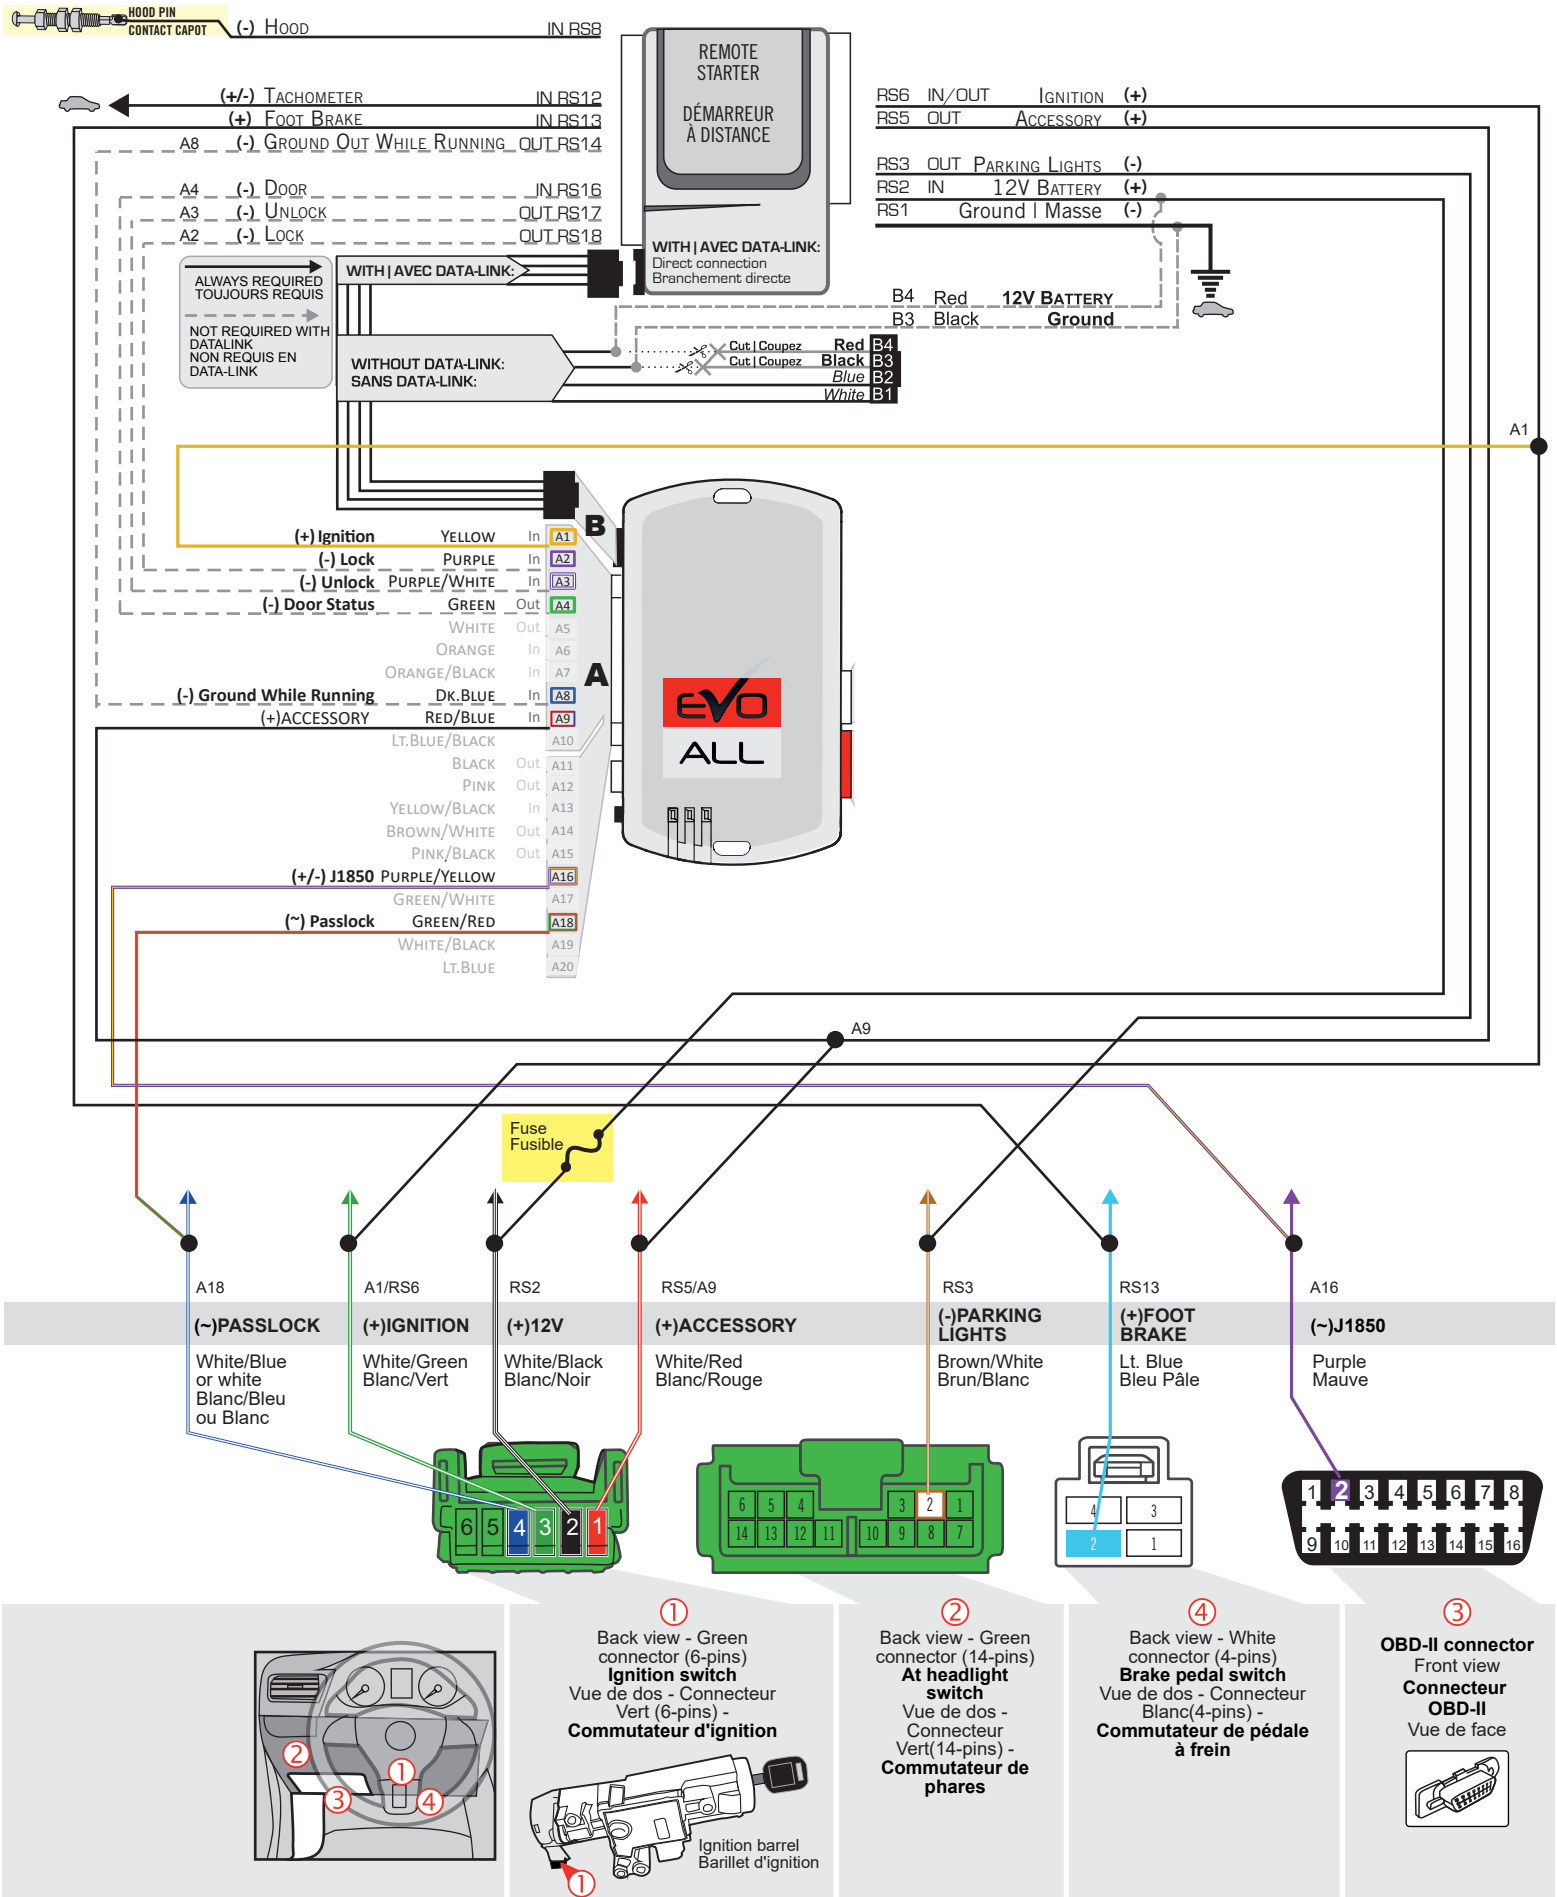 HOOD PIN
CONTACT CAPOT
(-) HOOD IN RS8
(+/-) TACHOMETER IN RS12
(+) FOOT BRAKE IN RS13
A8 (-) GROUND OUT WHILE RUNNING OUT RS14
A4 (-) DOOR IN RS16
A3 (-) UNLOCK OUT RS17
A2 (-) LOCK OUT RS18
REMOTE
STARTER
DÉMARREUR
À DISTANCE
WITH | AVEC DATA-LINK:
Direct connection
Branchement directe
RS6 IN/OUT IGNITION (+)
RS5 OUT ACCESSORY (+)
RS3 OUT PARKING LIGHTS (-)
RS2 IN 12V BATTERY (+)
RS1 Ground | Masse (-)
ALWAYS REQUIRED
TOUJOURS REQUIS
NOT REQUIRED WITH
DATALINK
NON REQUIS EN
DATA-LINK
WITH | AVEC DATA-LINK:
WITHOUT DATA-LINK:
SANS DATA-LINK:
B4 Red 12V BATTERY
B3 Black Ground
Cut | Coupez Red B4
Cut | Coupez Black B3
Blue B2
White B1
A1
B
A
(+) Ignition YELLOW In A1
(-) Lock PURPLE In A2
(-) Unlock PURPLE/WHITE In A3
(-) Door Status GREEN Out A4
WHITE Out A5
ORANGE In A6
ORANGE/BLACK In A7
(-) Ground While Running DK.BLUE In A8
(+)ACCESSORY RED/BLUE In A9
LT.BLUE/BLACK A10
BLACK Out A11
PINK Out A12
YELLOW/BLACK In A13
BROWN/WHITE Out A14
PINK/BLACK Out A15
(+/-) J1850 PURPLE/YELLOW A16
GREEN/WHITE A17
(~) Passlock GREEN/RED A18
WHITE/BLACK A19
LT.BLUE A20
EVO
ALL
A9
Fuse
Fusible
A18
(~)PASSLOCK
White/Blue
or white
Blanc/Bleu
ou Blanc
A1/RS6
(+)IGNITION
White/Green
Blanc/Vert
RS2
(+)12V
White/Black
Blanc/Noir
RS5/A9
(+)ACCESSORY
White/Red
Blanc/Rouge
RS3
(-)PARKING
LIGHTS
Brown/White
Brun/Blanc
RS13
(+)FOOT
BRAKE
Lt. Blue
Bleu Pâle
A16
(~)J1850
Purple
Mauve
6 5 4 3 2 1
6 5 4 3 2 1
14 13 12 11 10 9 8 7
4 3
2 1
1 2 3 4 5 6 7 8
9 10 11 12 13 14 15 16
2
1
3
4
1
Back view - Green
connector (6-pins)
Ignition switch
Vue de dos - Connecteur
Vert (6-pins) -
Commutateur d'ignition
Ignition barrel
Barillet d'ignition
1
2
Back view - Green
connector (14-pins)
At headlight
switch
Vue de dos -
Connecteur
Vert(14-pins) -
Commutateur de
phares
4
Back view - White
connector (4-pins)
Brake pedal switch
Vue de dos - Connecteur
Blanc(4-pins) -
Commutateur de pédale
à frein
3
OBD-II connector
Front view
Connecteur
OBD-II
Vue de face